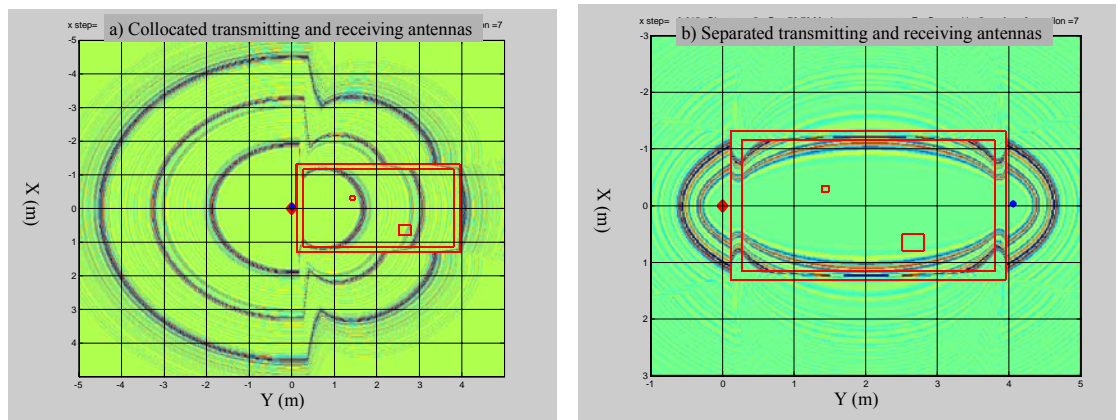 x step=
a) Collocated transmitting and receiving antennas
=7
-5
-4
-3
-2
-1
0
1
2
3
4
X (m)
-5 -4 -3 -2 -1 0 1 2 3 4
Y (m)
x step=
=7
b) Separated transmitting and receiving antennas
-3
-2
-1
0
1
2
3
X (m)
-1 0 1 2 3 4 5
Y (m)